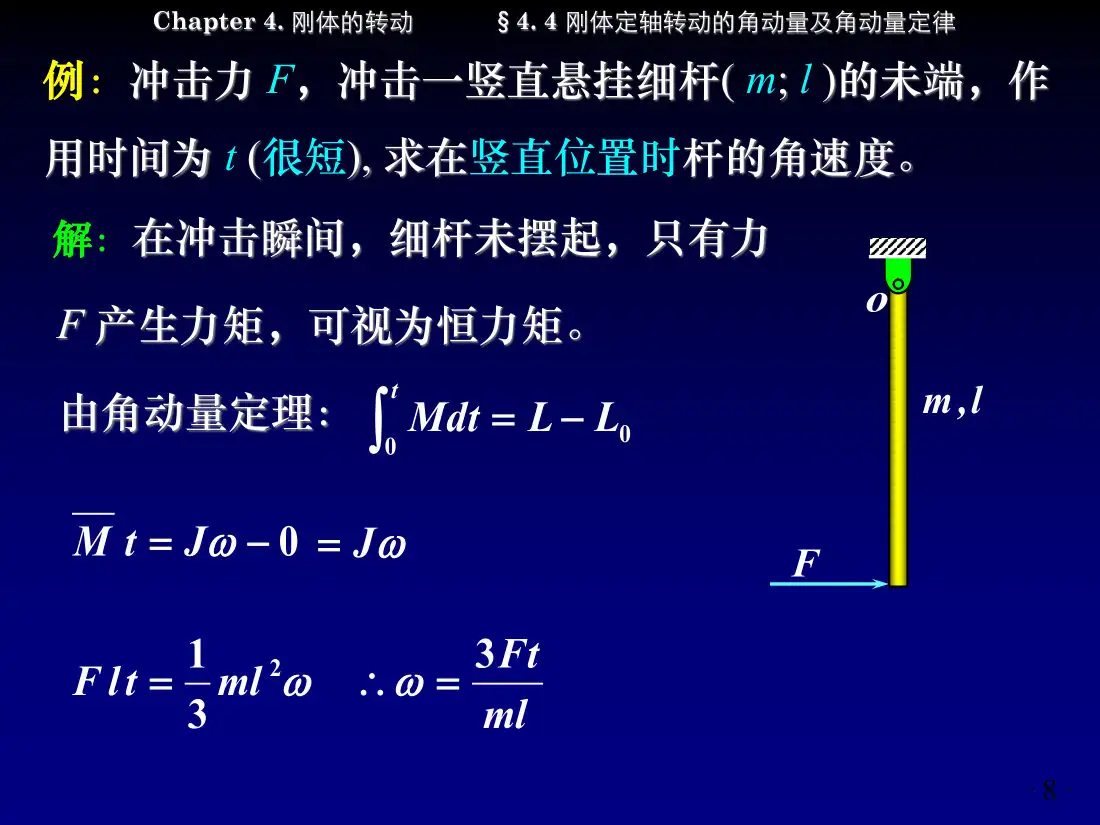 Chapter 4. 刚体的转动 §4. 4 刚体定轴转动的角动量及角动量定律
例：冲击力 F，冲击一竖直悬挂细杆( m; l )的未端，作
用时间为 t (很短), 求在竖直位置时杆的角速度。
解：在冲击瞬间，细杆未摆起，只有力
F 产生力矩，可视为恒力矩。
由角动量定理： ∫₀ᵗ Mdt = L − L₀
M̅ t = Jω − 0 = Jω
F l t = 1/3 ml²ω ∴ ω = 3Ft/ml
o
m ,l
F
· 8 ·